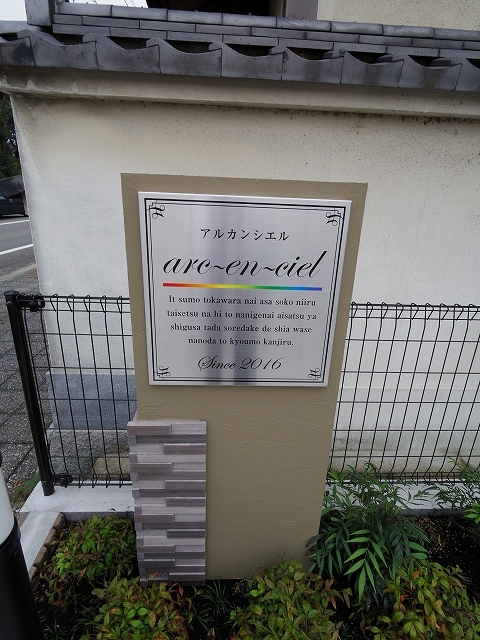 アルカンシエル
arc~en~ciel
It sumo tokawara nai asa soko niiru
taisetsu na hi to nanigenai aisatsu ya
shigusa tada soredake de shia wase
nanoda to kyoumo kanjiru.
Since 2016